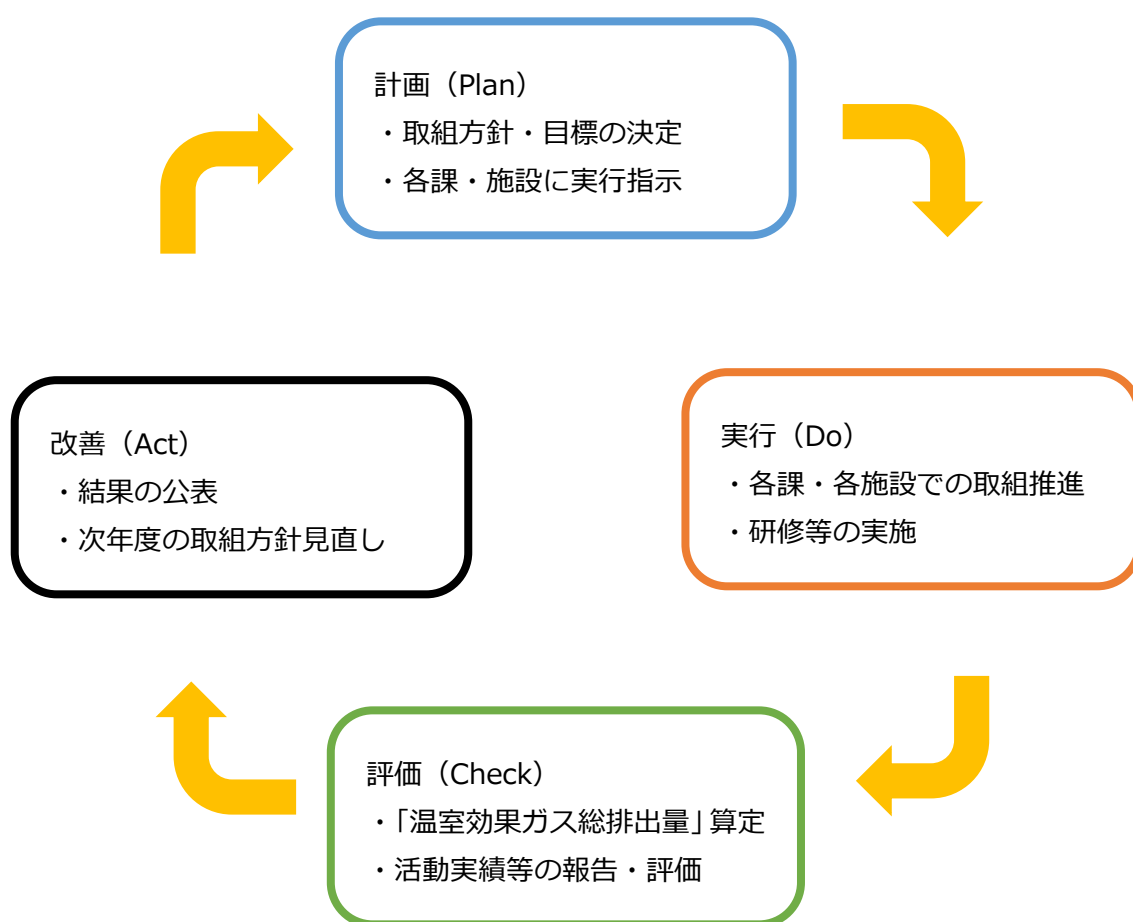 計画（Plan）
・取組方針・目標の決定
・各課・施設に実行指示
実行（Do）
・各課・各施設での取組推進
・研修等の実施
評価（Check）
・「温室効果ガス総排出量」算定
・活動実績等の報告・評価
改善（Act）
・結果の公表
・次年度の取組方針見直し